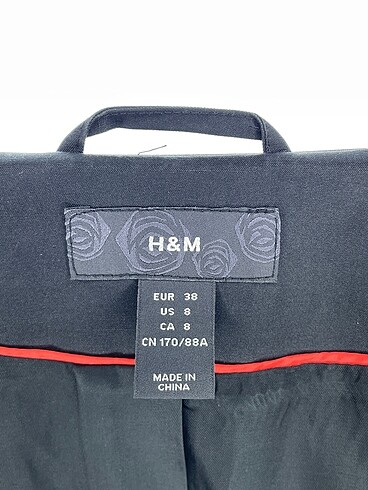 H&M
EUR 38
US 8
CA 8
CN 170/88A
MADE IN
CHINA